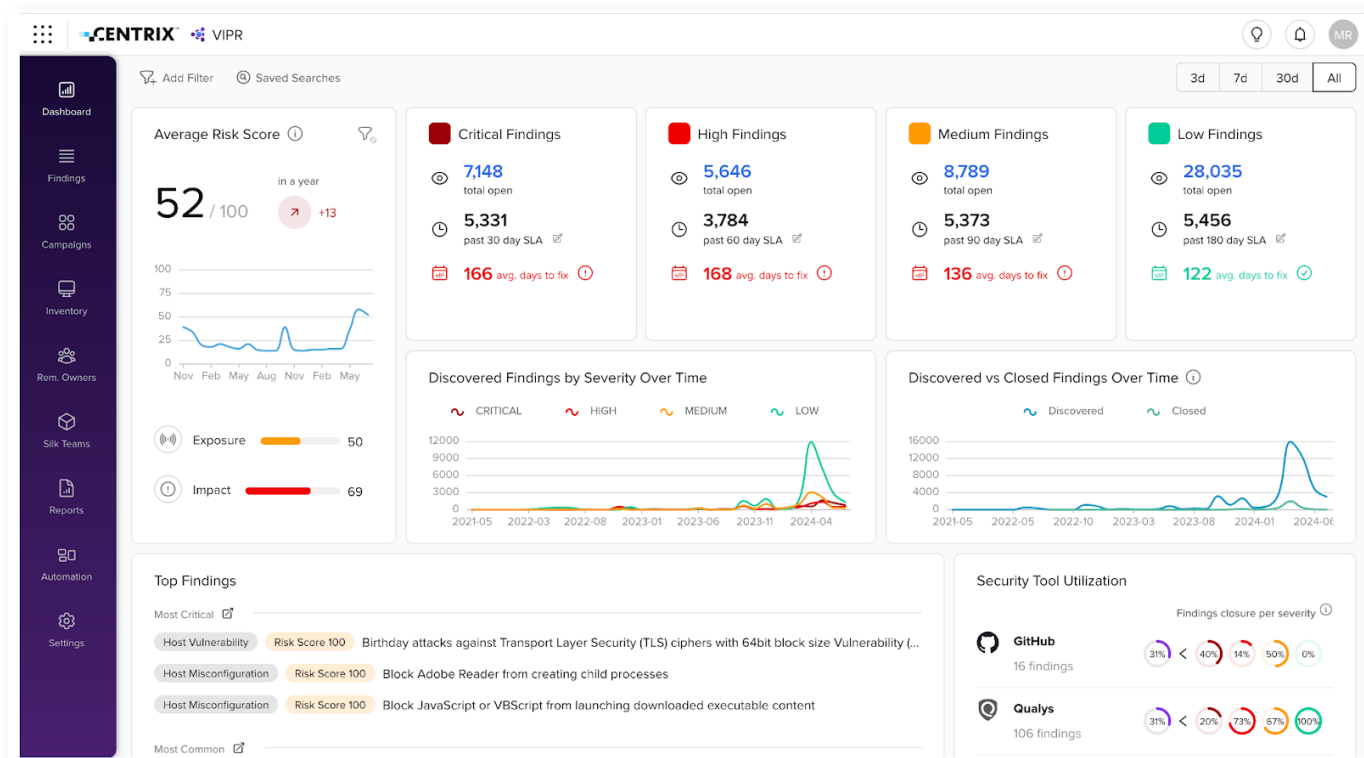 CENTRIX™ VIPR
MR
Add Filter Saved Searches
3d 7d 30d All
Dashboard
Findings
Campaigns
Inventory
Rem. Owners
Silk Teams
Reports
Automation
Settings
Average Risk Score
52 / 100
in a year
+13
100
75
50
25
0
Nov Feb May Aug Nov Feb May
Exposure 50
Impact 69
Critical Findings
7,148
total open
5,331
past 30 day SLA
166 avg. days to fix
High Findings
5,646
total open
3,784
past 60 day SLA
168 avg. days to fix
Medium Findings
8,789
total open
5,373
past 90 day SLA
136 avg. days to fix
Low Findings
28,035
total open
5,456
past 180 day SLA
122 avg. days to fix
Discovered Findings by Severity Over Time
CRITICAL HIGH MEDIUM LOW
12000
9000
6000
3000
0
2021-05 2022-03 2022-08 2023-01 2023-06 2023-11 2024-04
Discovered vs Closed Findings Over Time
Discovered Closed
16000
12000
8000
4000
0
2021-05 2022-05 2022-10 2023-03 2023-08 2024-01 2024-06
Top Findings
Most Critical
Host Vulnerability Risk Score 100 Birthday attacks against Transport Layer Security (TLS) ciphers with 64bit block size Vulnerability (...
Host Misconfiguration Risk Score 100 Block Adobe Reader from creating child processes
Host Misconfiguration Risk Score 100 Block JavaScript or VBScript from launching downloaded executable content
Most Common
Security Tool Utilization
Findings closure per severity
GitHub
16 findings
31% < 40% 14% 50% 0%
Qualys
106 findings
31% < 20% 73% 67% 100%